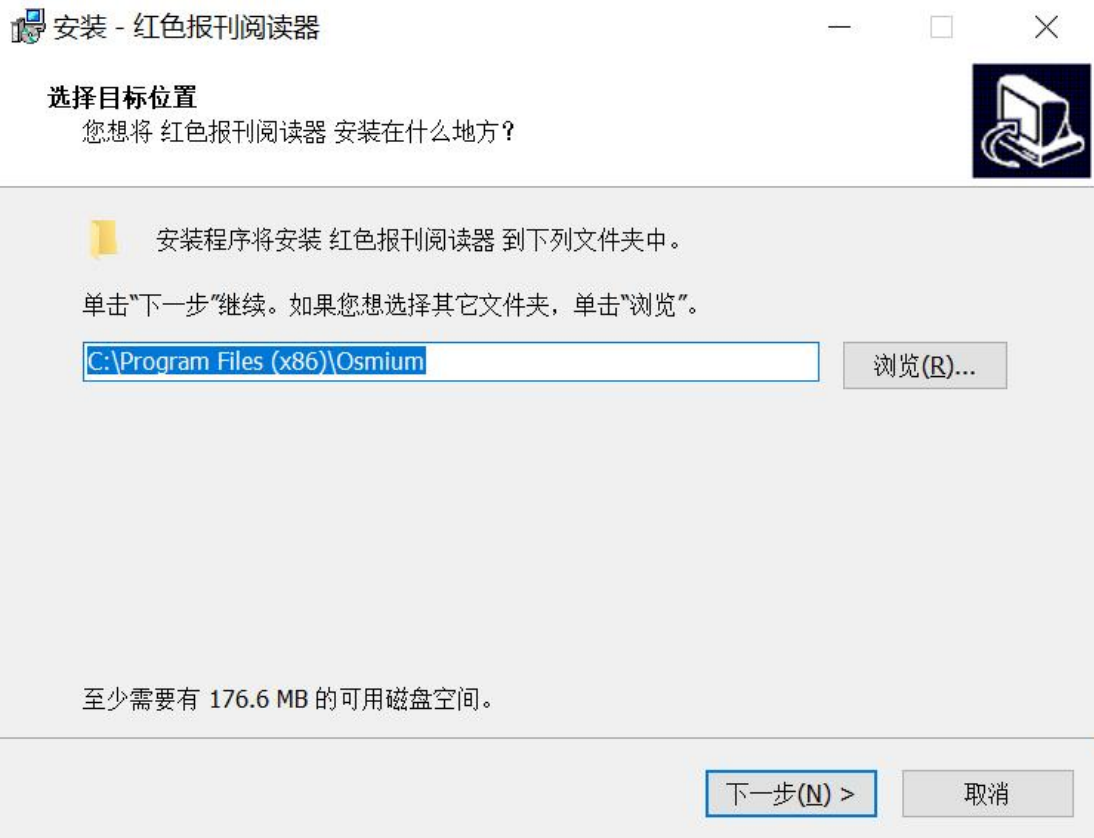 安装 - 红色报刊阅读器
选择目标位置
您想将 红色报刊阅读器 安装在什么地方？
安装程序将安装 红色报刊阅读器 到下列文件夹中。
单击“下一步”继续。如果您想选择其它文件夹，单击“浏览”。
C:\Program Files (x86)\Osmium
浏览(R)...
至少需要有 176.6 MB 的可用磁盘空间。
下一步(N) >
取消